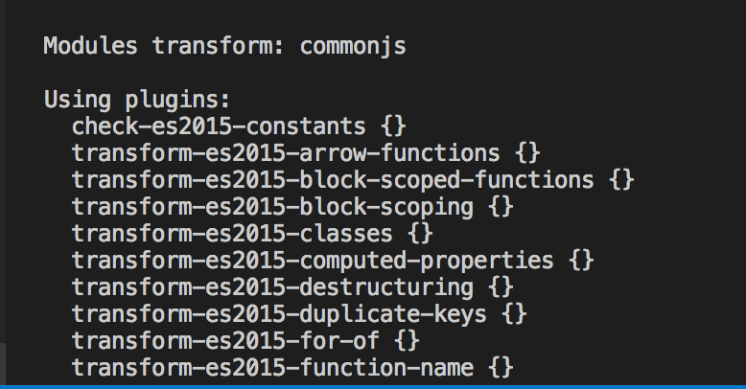 Modules transform: commonjs
Using plugins:
check-es2015-constants {}
transform-es2015-arrow-functions {}
transform-es2015-block-scoped-functions {}
transform-es2015-block-scoping {}
transform-es2015-classes {}
transform-es2015-computed-properties {}
transform-es2015-destructuring {}
transform-es2015-duplicate-keys {}
transform-es2015-for-of {}
transform-es2015-function-name {}